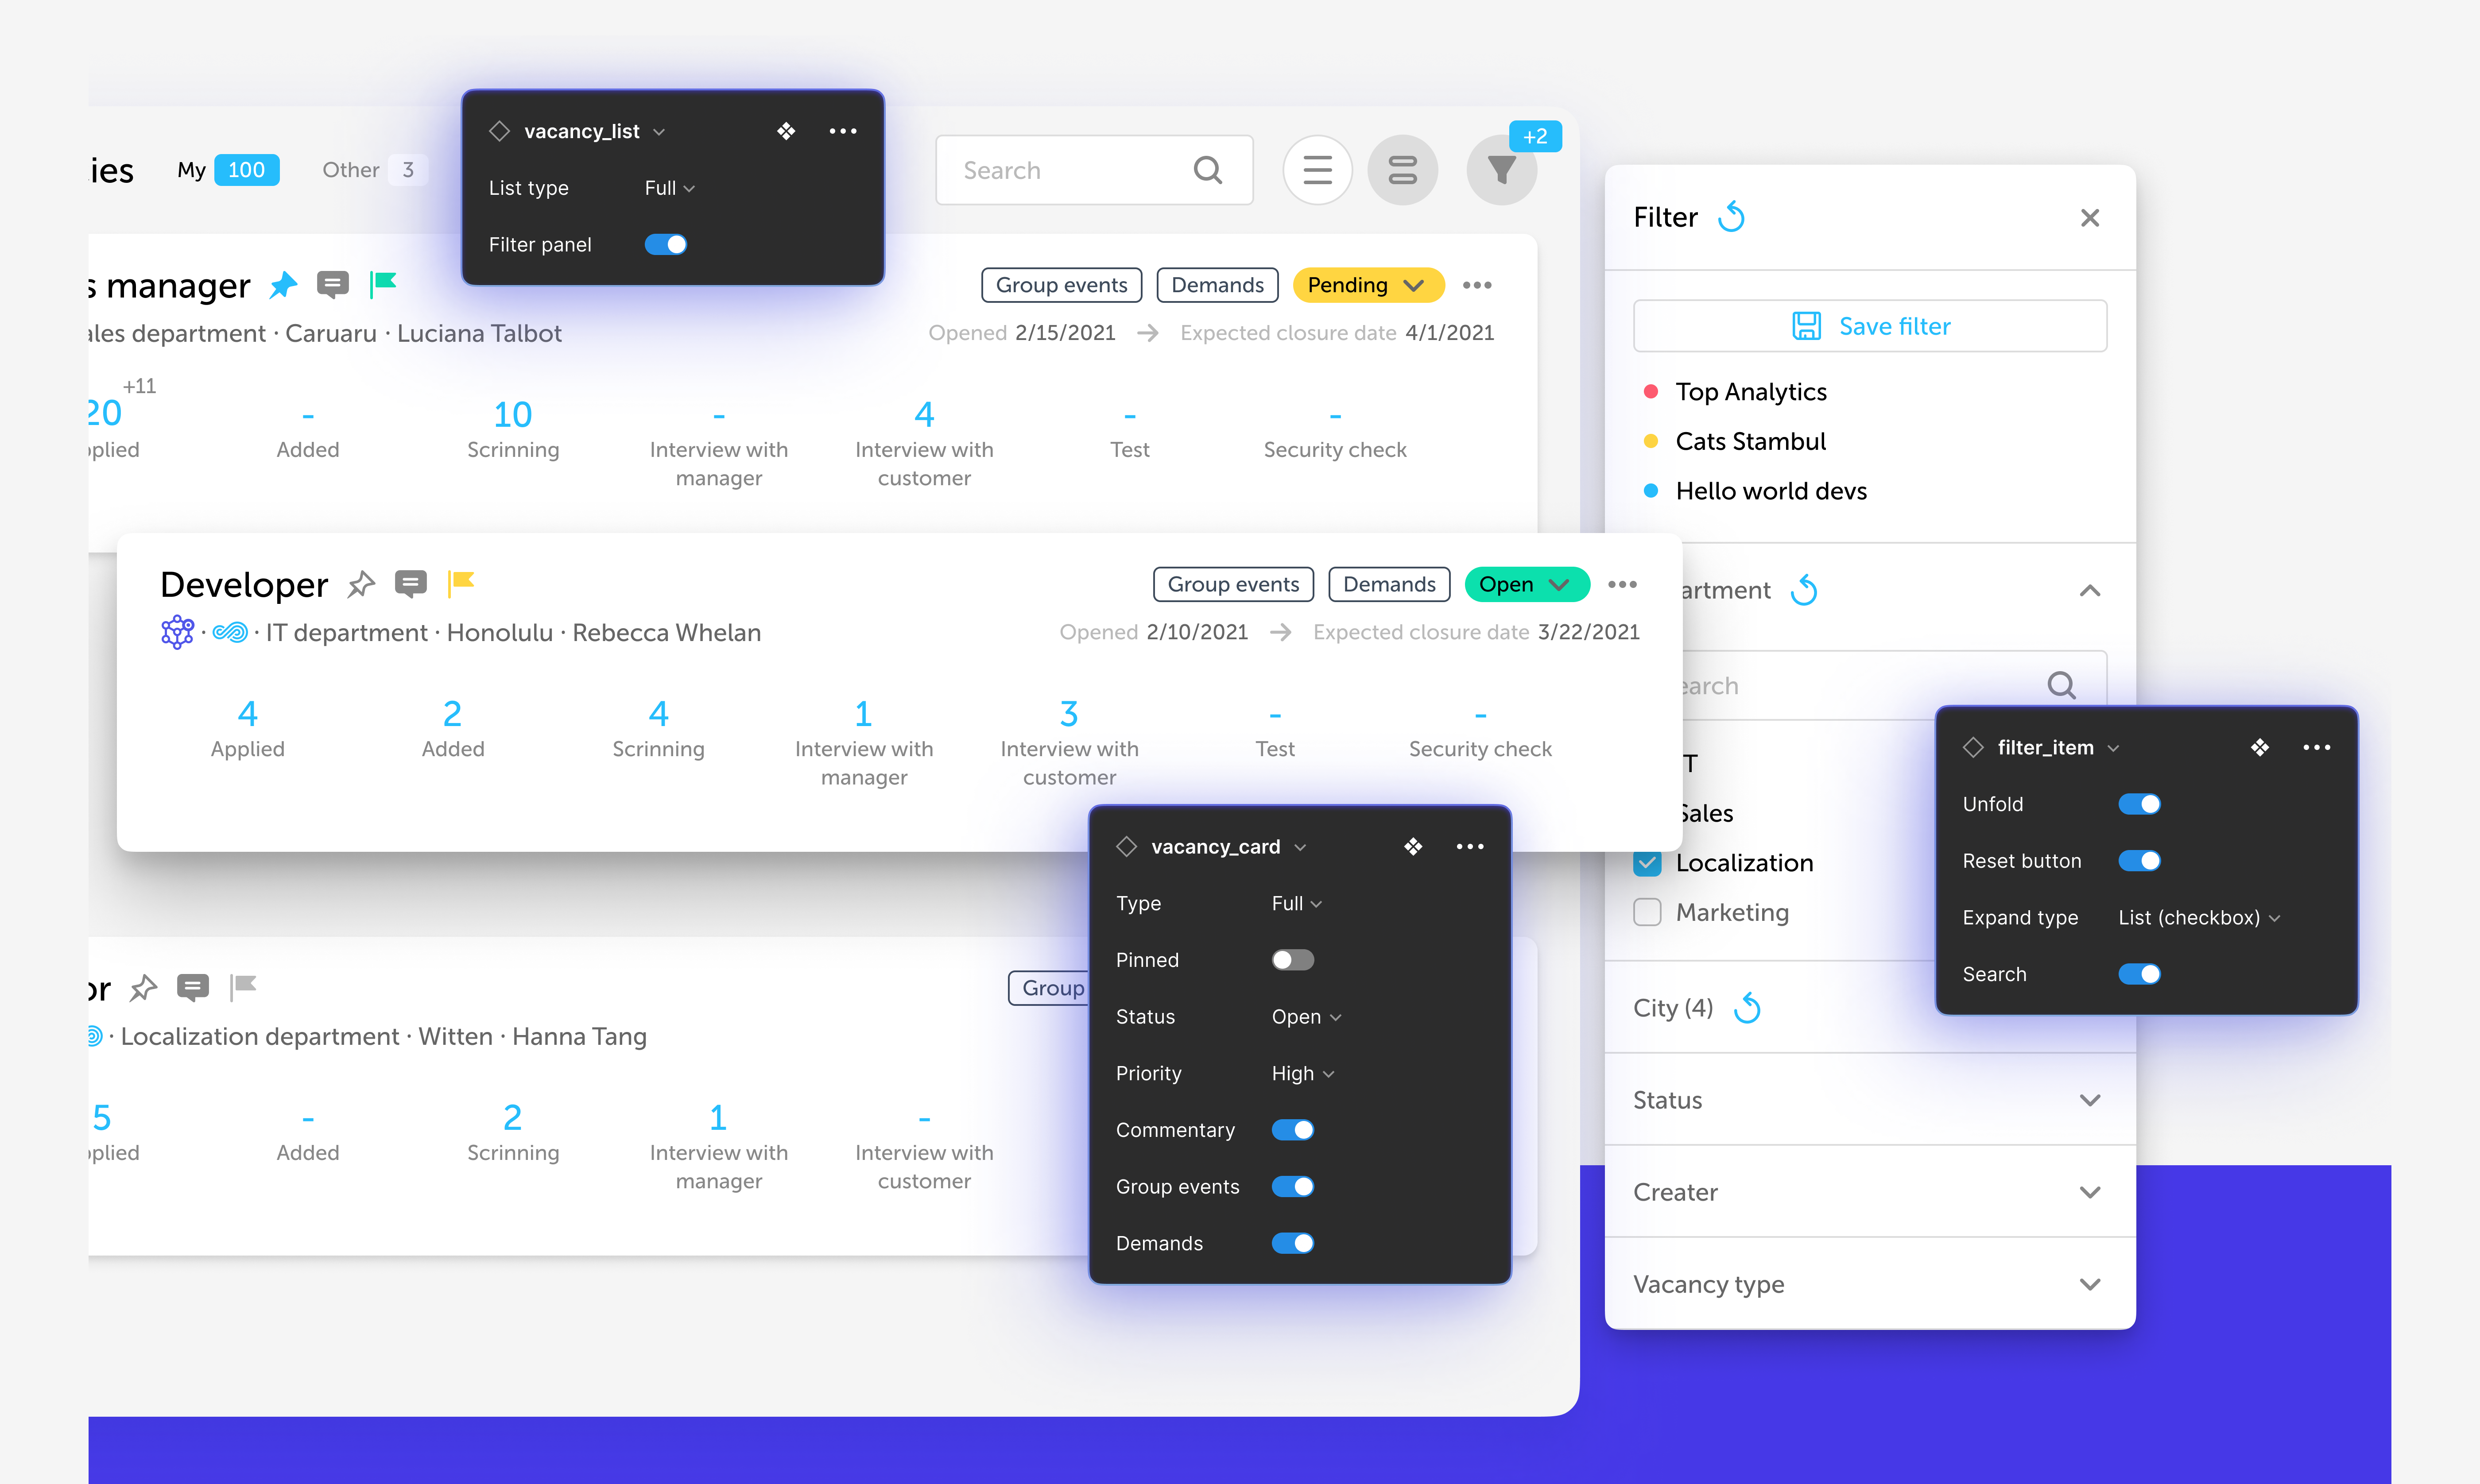 My 100 Other 3
Search
+2
vacancy_list
List type Full
Filter panel
manager
Group events Demands Pending
department · Caruaru · Luciana Talbot
Opened 2/15/2021 → Expected closure date 4/1/2021
+11
20 - 10 - 4 - -
Added Scrinning Interview with manager Interview with customer Test Security check
Developer
Group events Demands Open
· · IT department · Honolulu · Rebecca Whelan
Opened 2/10/2021 → Expected closure date 3/22/2021
4 2 4 1 3 - -
Applied Added Scrinning Interview with manager Interview with customer Test Security check
Group
· Localization department · Witten · Hanna Tang
5 - 2 1 -
Added Scrinning Interview with manager Interview with customer
vacancy_card
Type Full
Pinned
Status Open
Priority High
Commentary
Group events
Demands
Filter
Save filter
Top Analytics
Cats Stambul
Hello world devs
Sales
Localization
Marketing
City (4)
Status
Creater
Vacancy type
filter_item
Unfold
Reset button
Expand type List (checkbox)
Search